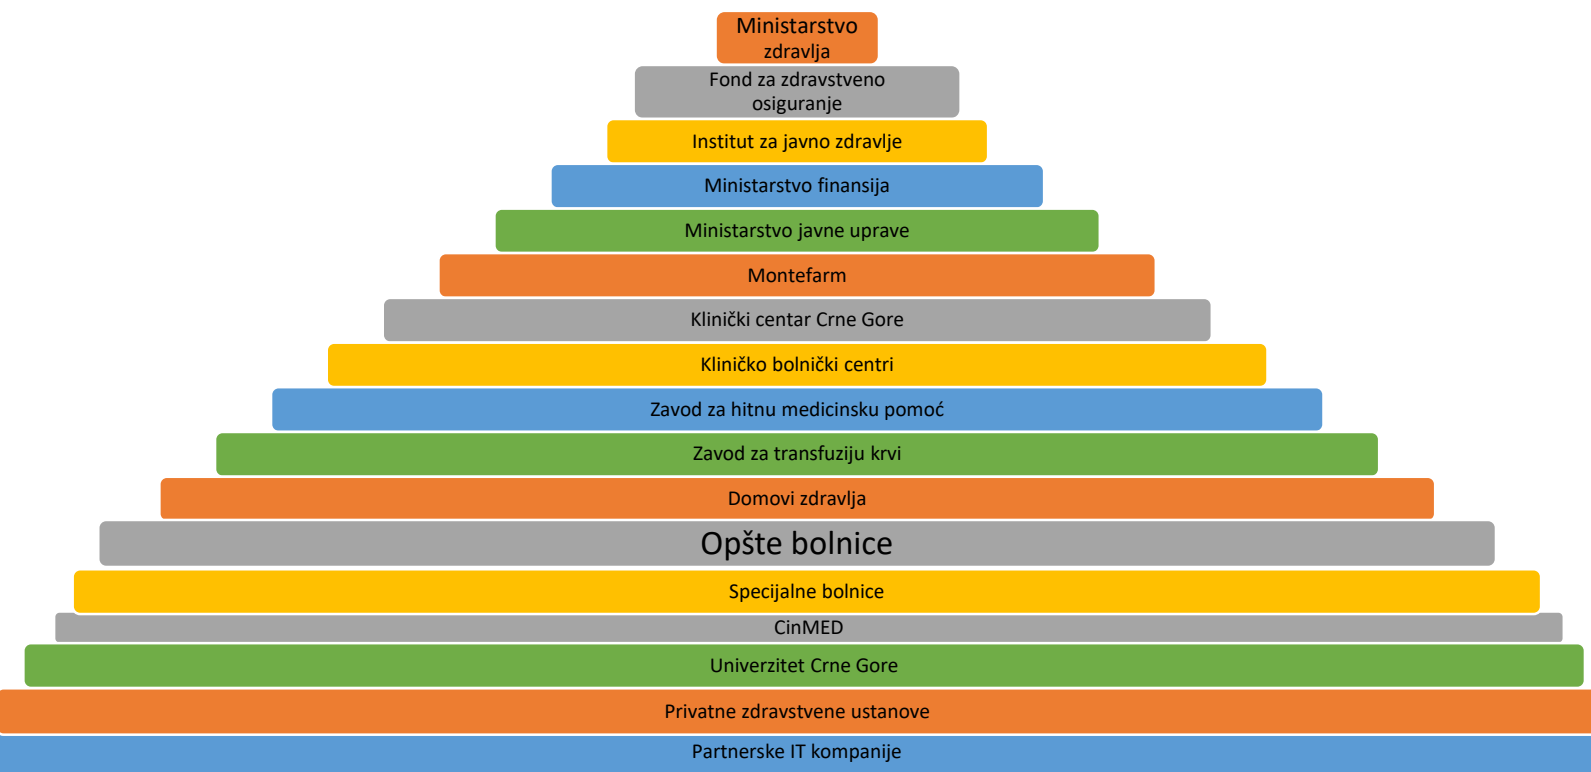 Ministarstvo
zdravlja
Fond za zdravstveno
osiguranje
Institut za javno zdravlje
Ministarstvo finansija
Ministarstvo javne uprave
Montefarm
Klinički centar Crne Gore
Kliničko bolnički centri
Zavod za hitnu medicinsku pomoć
Zavod za transfuziju krvi
Domovi zdravlja
Opšte bolnice
Specijalne bolnice
CinMED
Univerzitet Crne Gore
Privatne zdravstvene ustanove
Partnerske IT kompanije